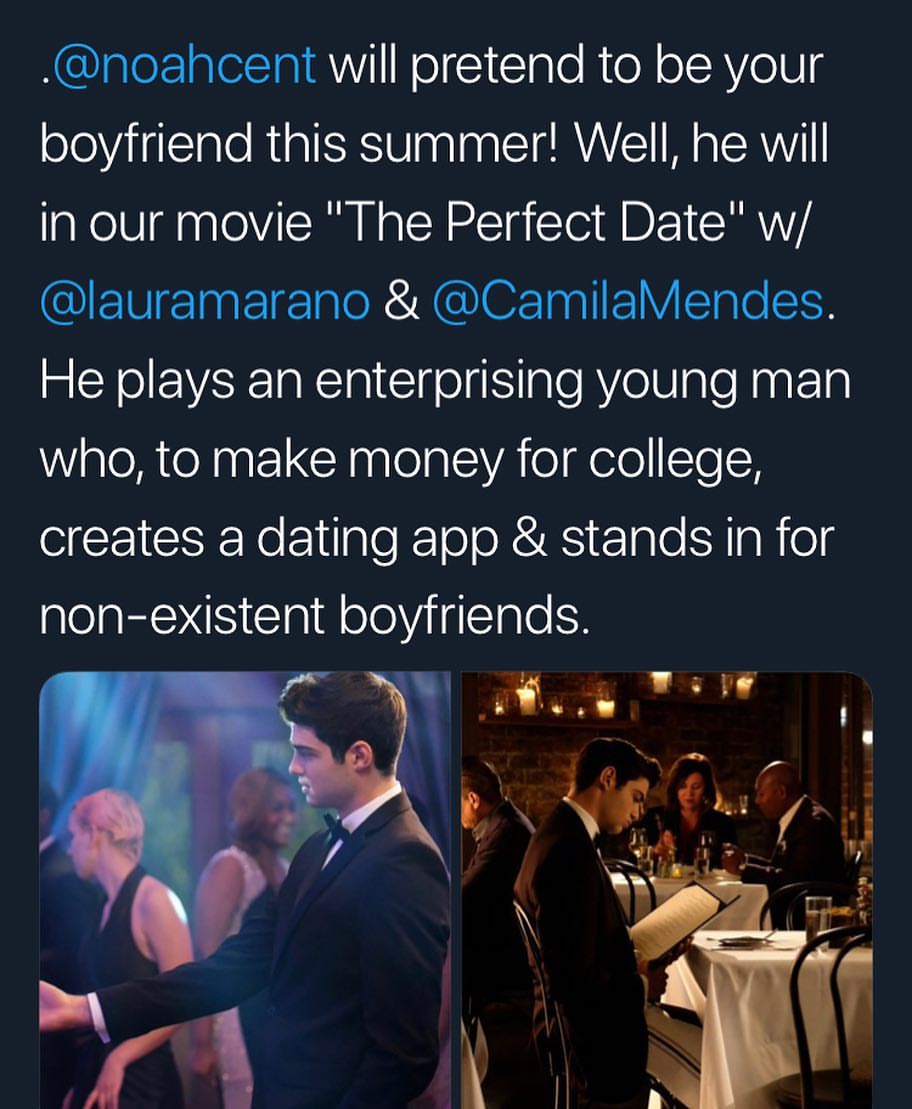 .@noahcent will pretend to be your
boyfriend this summer! Well, he will
in our movie "The Perfect Date" w/
@lauramarano & @CamilaMendes.
He plays an enterprising young man
who, to make money for college,
creates a dating app & stands in for
non-existent boyfriends.